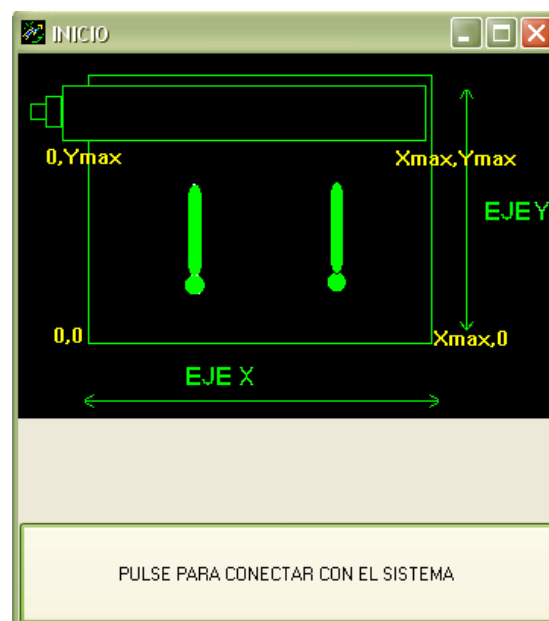 INICIO
0,Ymax
Xmax,Ymax
EJE Y
0,0
Xmax,0
EJE X
PULSE PARA CONECTAR CON EL SISTEMA